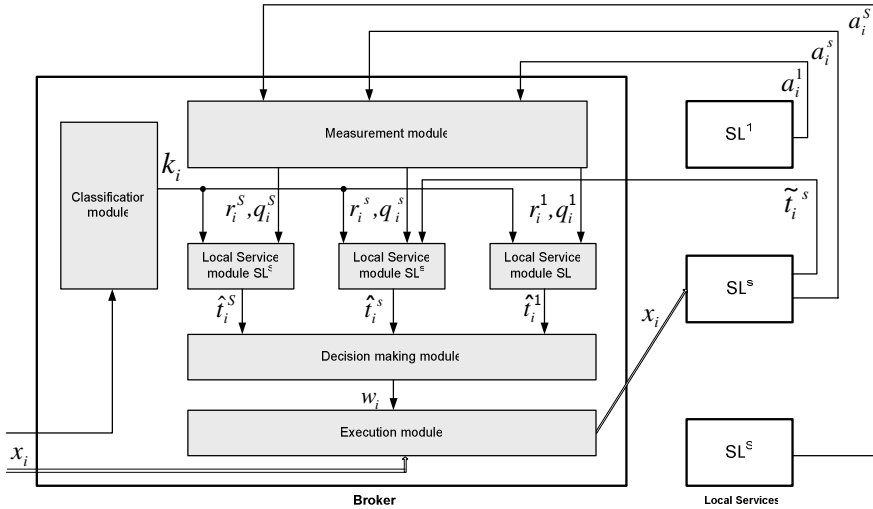 a_i^S
a_i^s
a_i^1
Measurement module
SL^1
k_i
Classification
module
r_i^S, q_i^S
r_i^s, q_i^s
r_i^1, q_i^1
t̃_i^s
Local Service
module SL^S
Local Service
module SL^s
Local Service
module SL
SL^s
t̂_i^S
t̂_i^s
t̂_i^1
x_i
Decision making module
w_i
Execution module
SL^S
x_i
Broker
Local Services